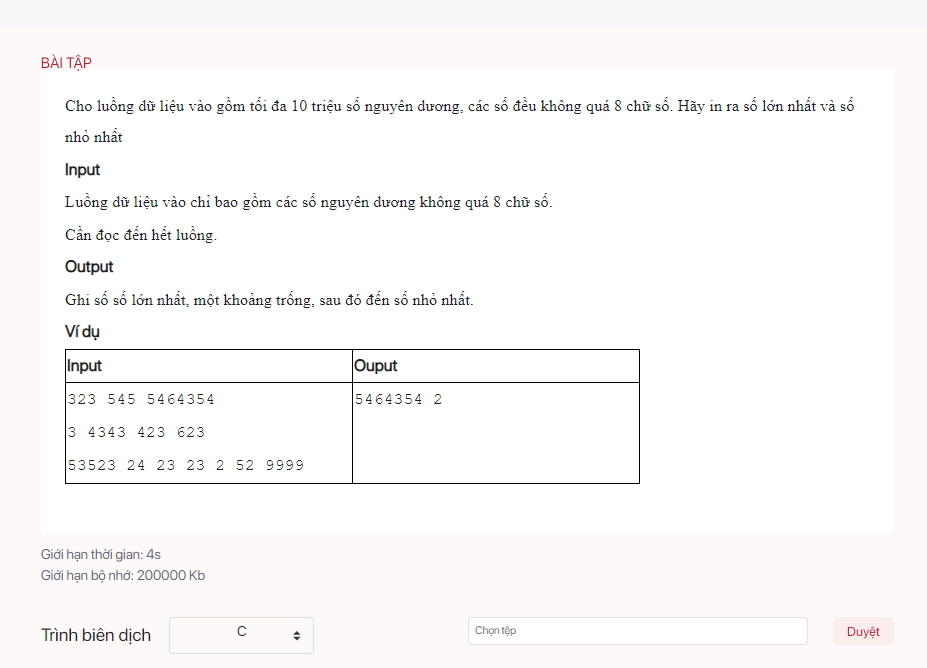 BÀI TẬP
Cho luồng dữ liệu vào gồm tối đa 10 triệu số nguyên dương, các số đều không quá 8 chữ số. Hãy in ra số lớn nhất và số
nhỏ nhất
Input
Luồng dữ liệu vào chỉ bao gồm các số nguyên dương không quá 8 chữ số.
Cần đọc đến hết luồng.
Output
Ghi số số lớn nhất, một khoảng trống, sau đó đến số nhỏ nhất.
Ví dụ
Input Ouput
323 545 5464354 5464354 2
3 4343 423 623
53523 24 23 23 2 52 9999
Giới hạn thời gian: 4s
Giới hạn bộ nhớ: 200000 Kb
Trình biên dịch C Chọn tệp Duyệt